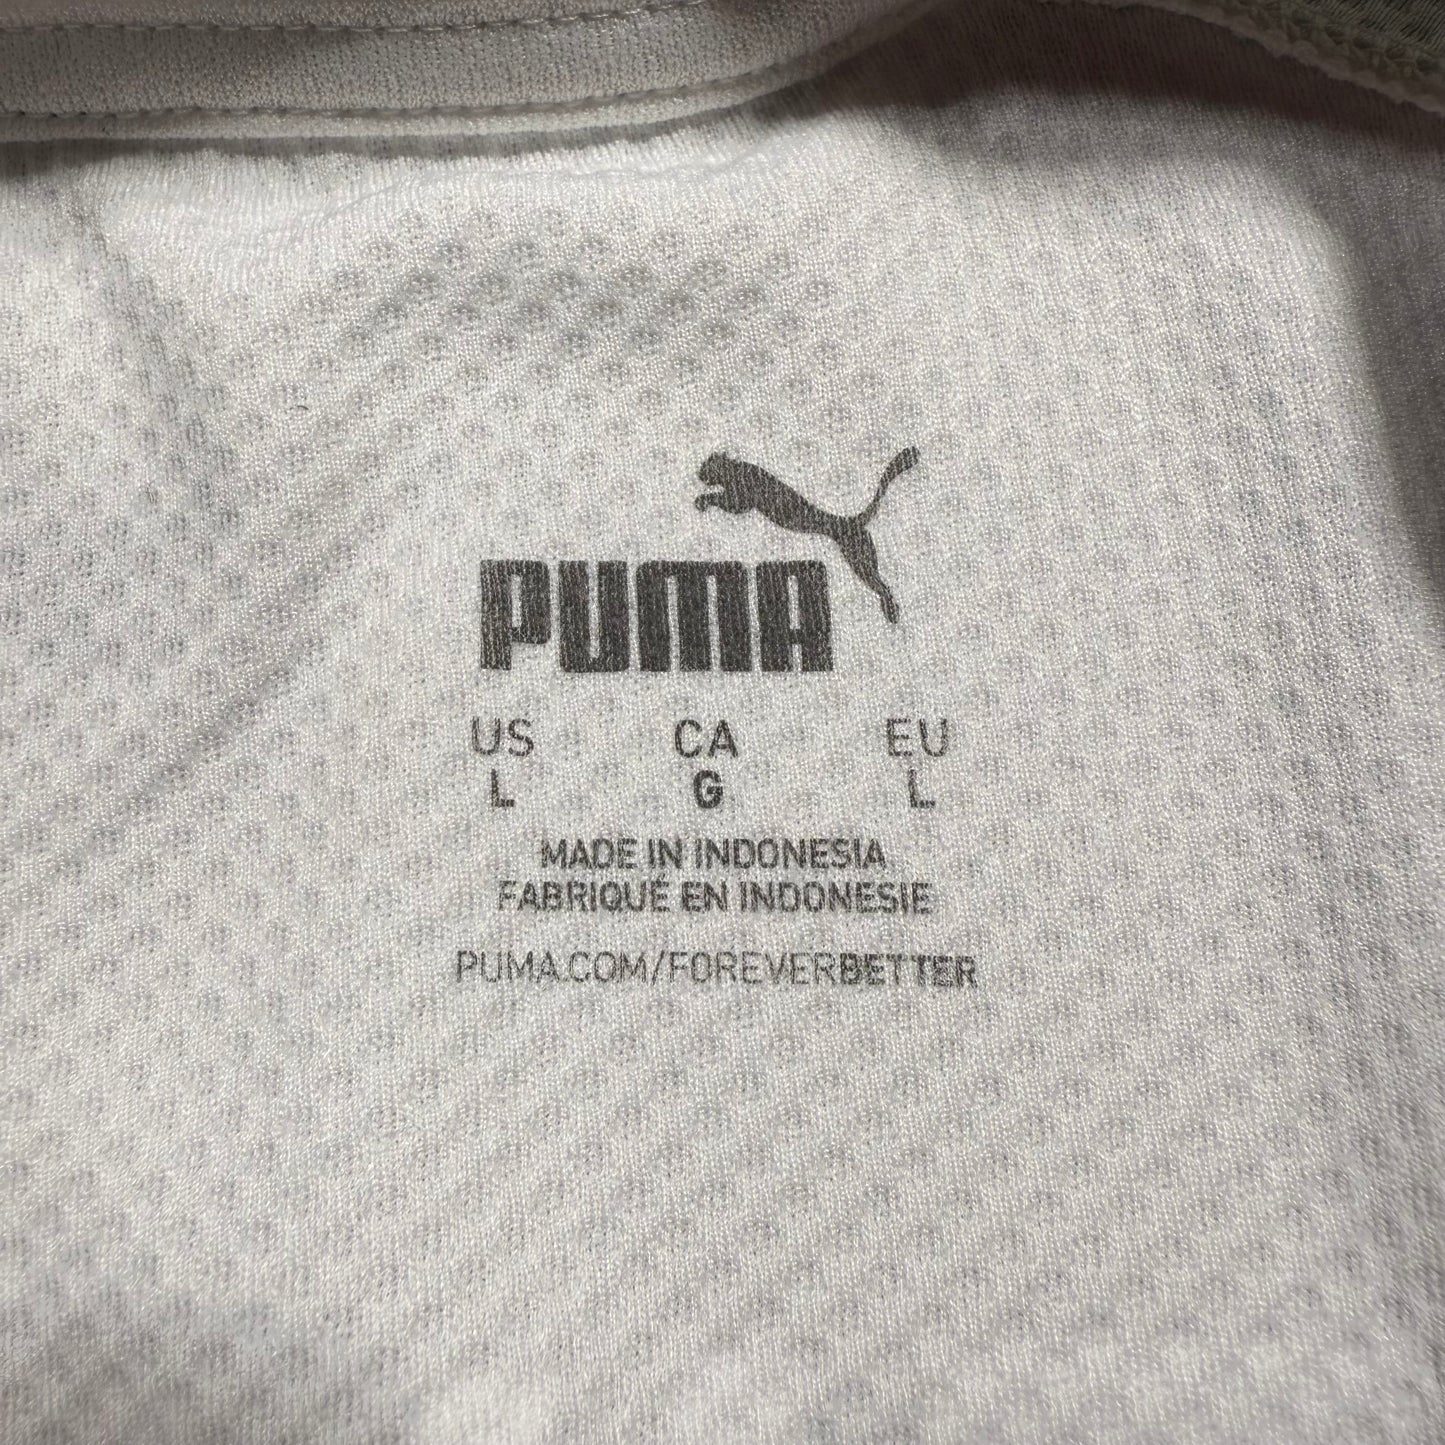 PUMA
US CA EU
L G L
MADE IN INDONESIA
FABRIQUÉ EN INDONESIE
PUMA.COM/FOREVERBETTER